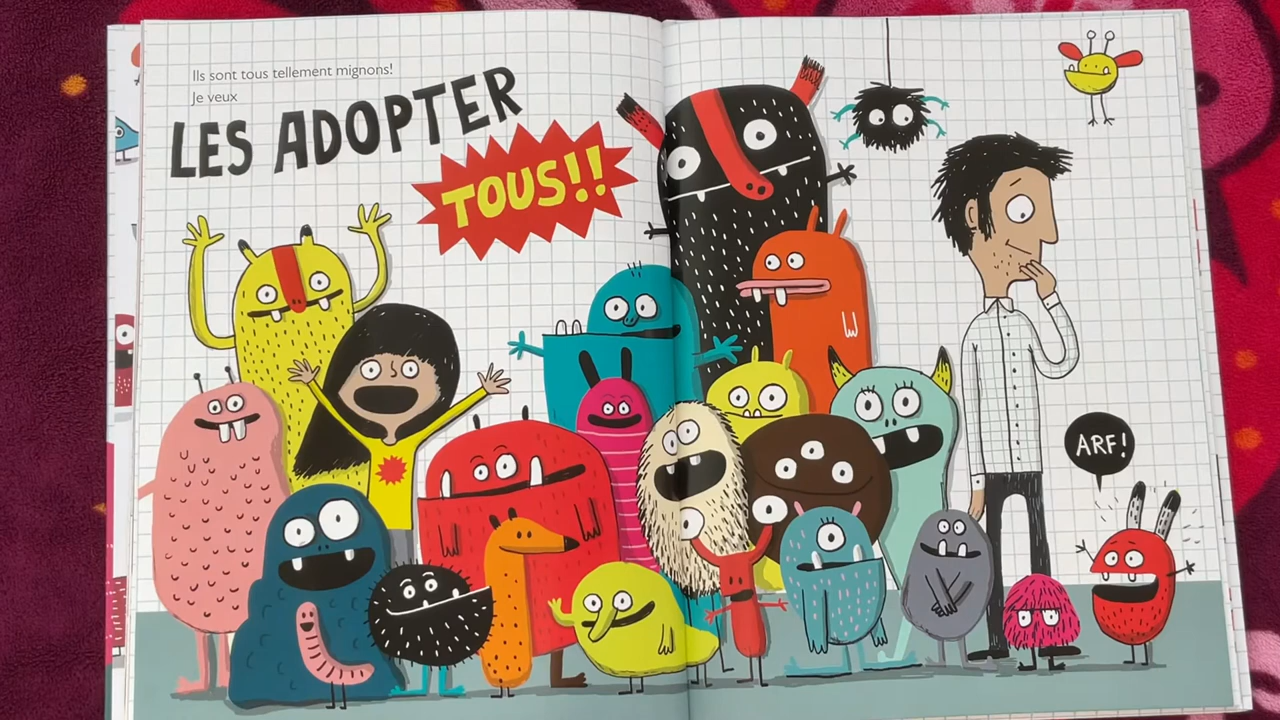 Ils sont tous tellement mignons!
Je veux
LES ADOPTER
TOUS!!
ARF!